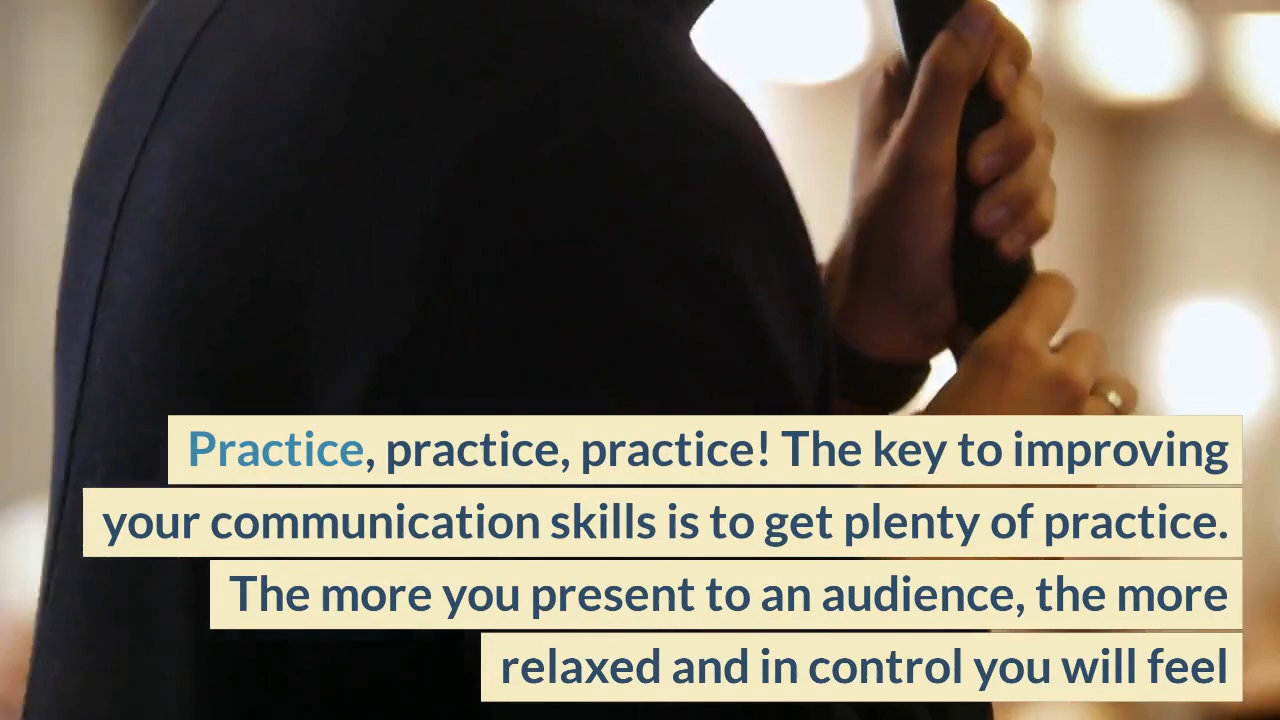 Practice, practice, practice! The key to improving
your communication skills is to get plenty of practice.
The more you present to an audience, the more
relaxed and in control you will feel